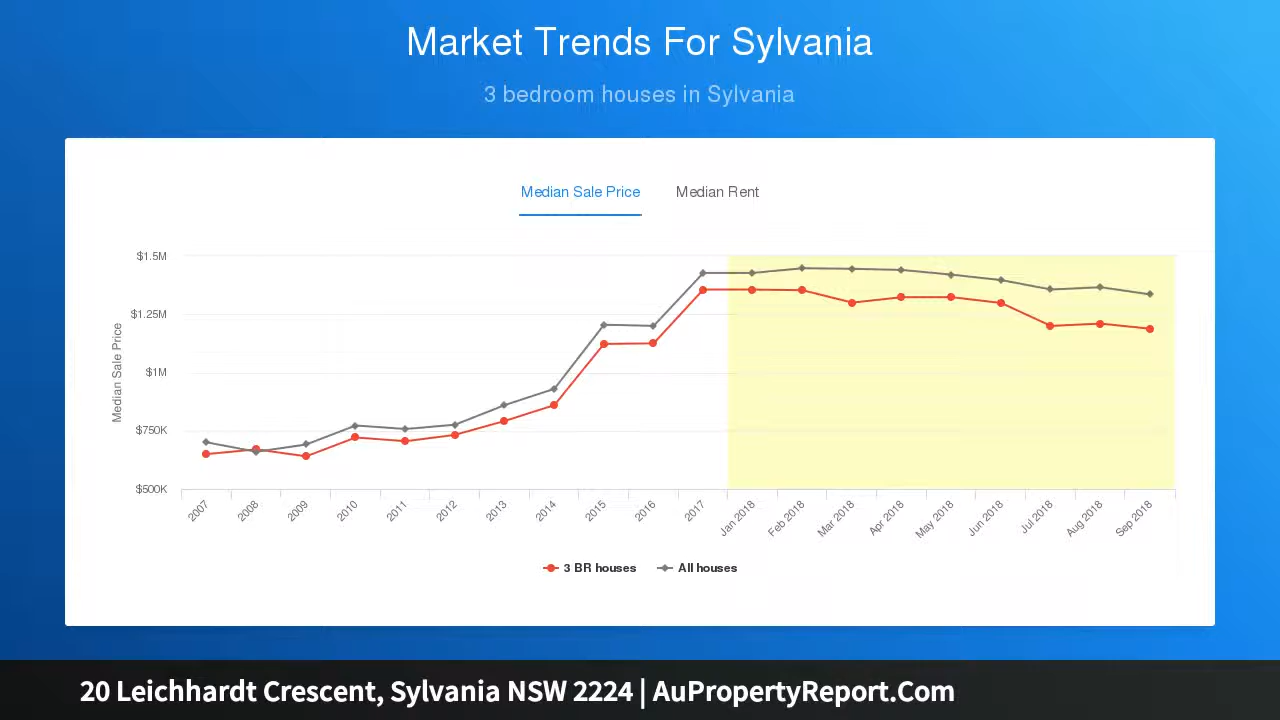 Market Trends For Sylvania
3 bedroom houses in Sylvania
Median Sale Price Median Rent
$1.5M
$1.25M
$1M
$750K
$500K
Median Sale Price
2007 2008 2009 2010 2011 2012 2013 2014 2015 2016 2017 Jan 2018 Feb 2018 Mar 2018 Apr 2018 May 2018 Jun 2018 Jul 2018 Aug 2018 Sep 2018
3 BR houses All houses
20 Leichhardt Crescent, Sylvania NSW 2224 | AuPropertyReport.Com